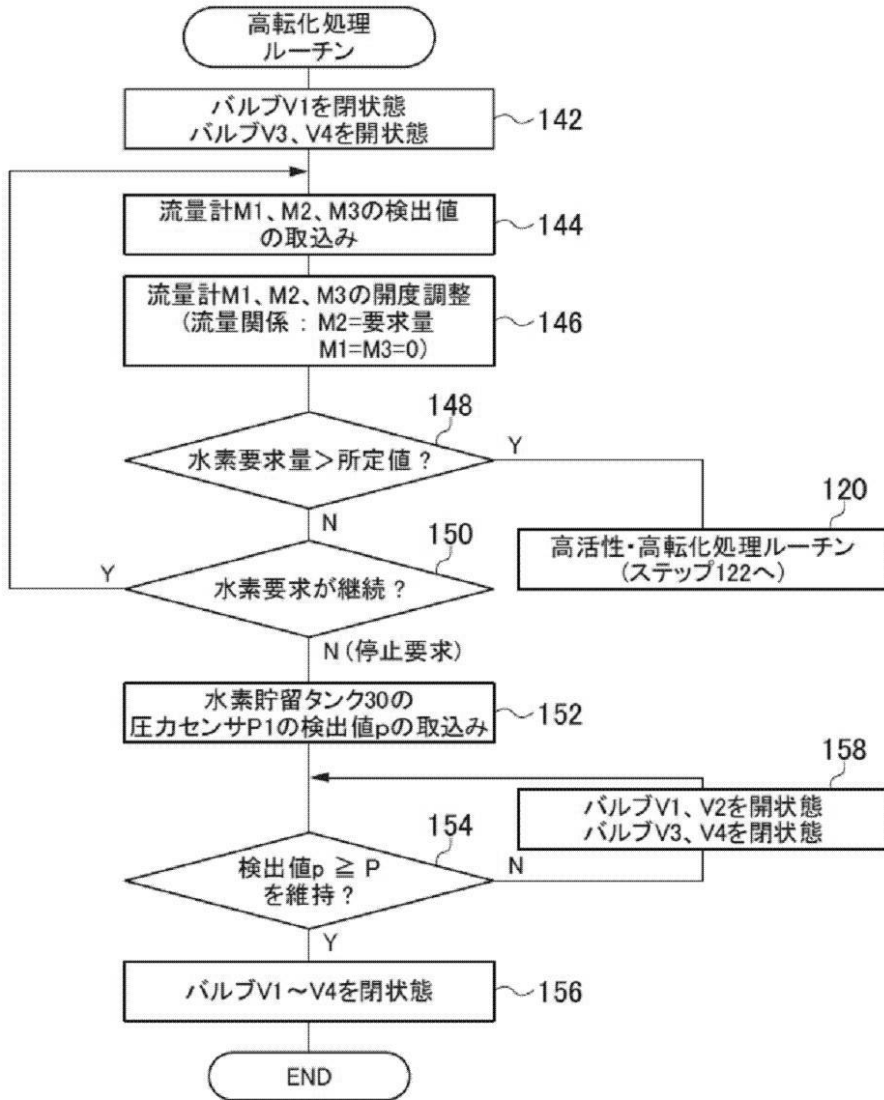 高転化処理
ルーチン
バルブV1を閉状態
バルブV3、V4を開状態
142
流量計M1、M2、M3の検出値
の取込み
144
流量計M1、M2、M3の開度調整
(流量関係：M2=要求量
M1=M3=0)
146
148
水素要求量＞所定値？
Y
N
120
高活性・高転化処理ルーチン
(ステップ122へ)
150
水素要求が継続？
Y
N(停止要求)
水素貯留タンク30の
圧力センサP1の検出値pの取込み
152
158
バルブV1、V2を開状態
バルブV3、V4を閉状態
154
検出値p ≧ P
を維持？
N
Y
バルブV1～V4を閉状態
156
END